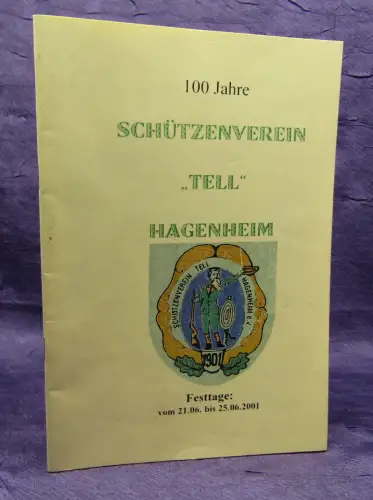 100 Jahre
SCHÜTZENVEREIN
„TELL“
HAGENHEIM
SCHÜTZENVEREIN TELL HAGENHEIM e.V.
1901
Festtage:
vom 21.06. bis 25.06.2001